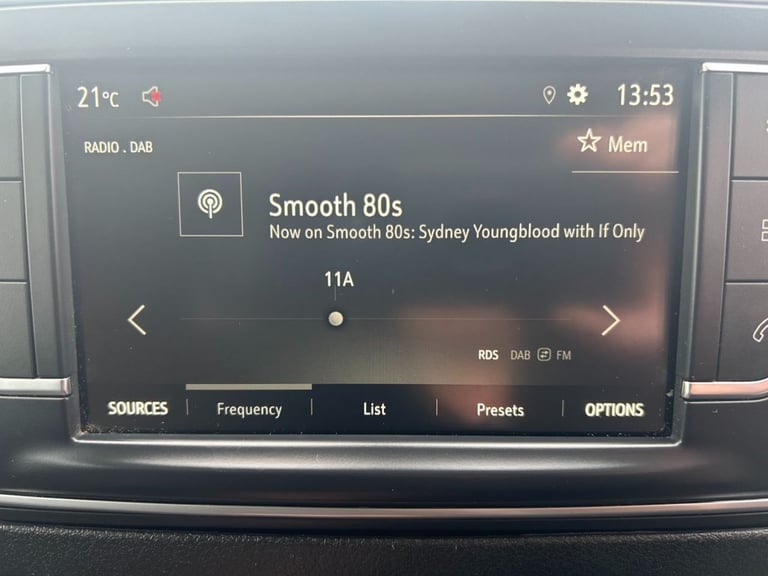 21°C 13:53
RADIO . DAB
Mem
Smooth 80s
Now on Smooth 80s: Sydney Youngblood with If Only
11A
RDS DAB FM
SOURCES Frequency List Presets OPTIONS